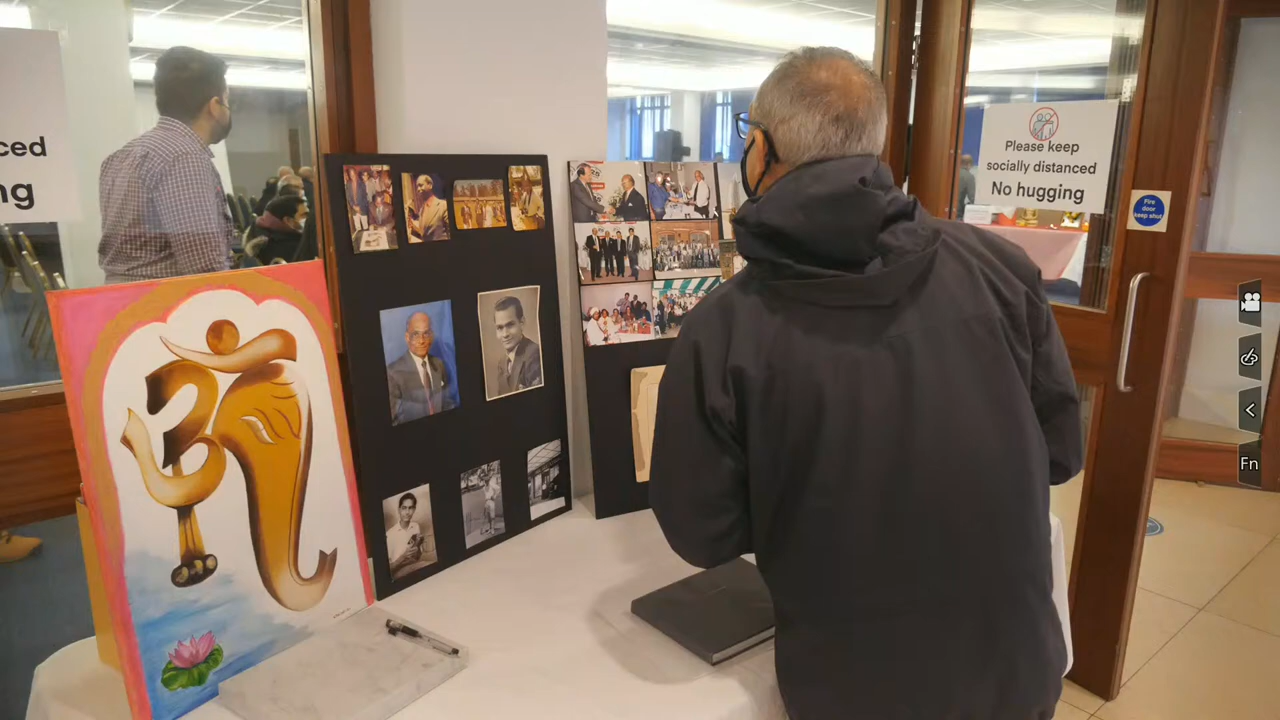 ced
ng
Please keep
socially distanced
No hugging
Fire
door
keep shut
Fn